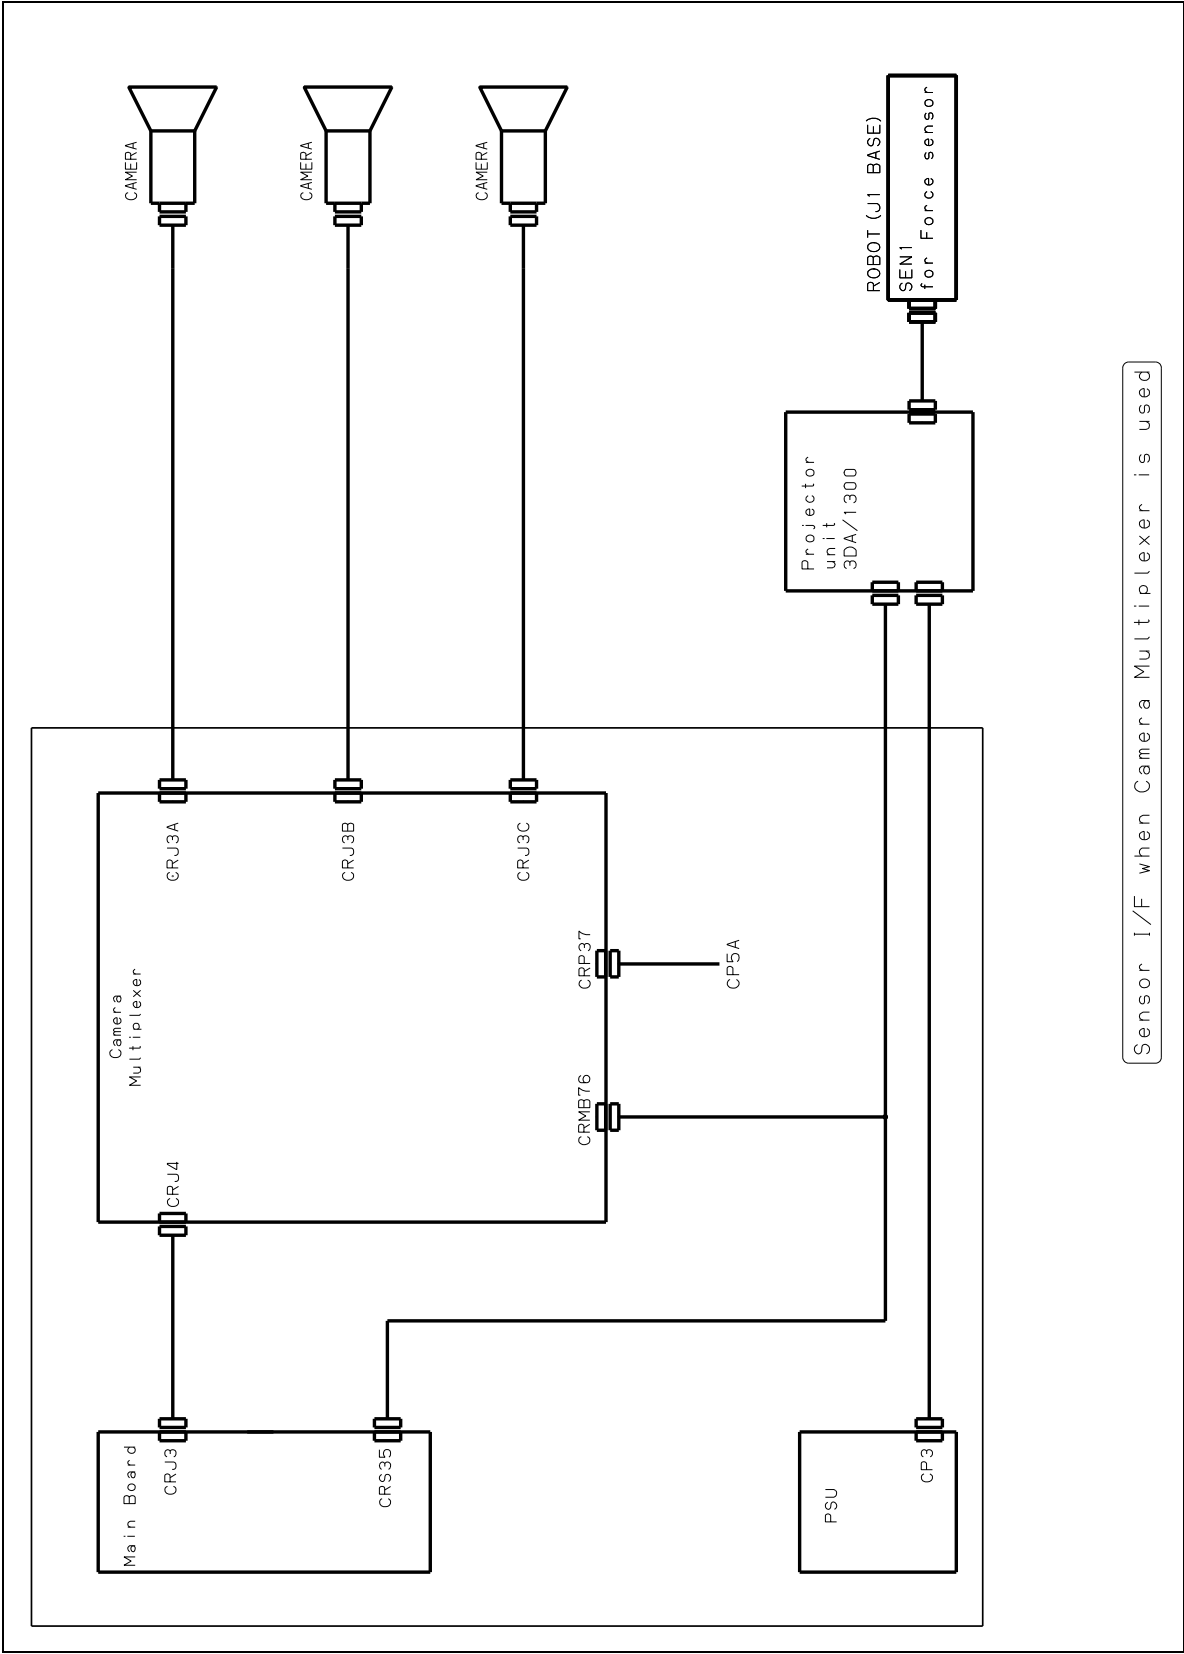 Main Board
CRJ3
CRS35
PSU
CP3
Camera
Multiplexer
CRJ4
CRMB76
CRP37
CP5A
CRJ3A
CRJ3B
CRJ3C
CAMERA
CAMERA
CAMERA
Projector
unit
3DA/1300
ROBOT (J1 BASE)
SEN1
for Force sensor
Sensor I/F when Camera Multiplexer is used